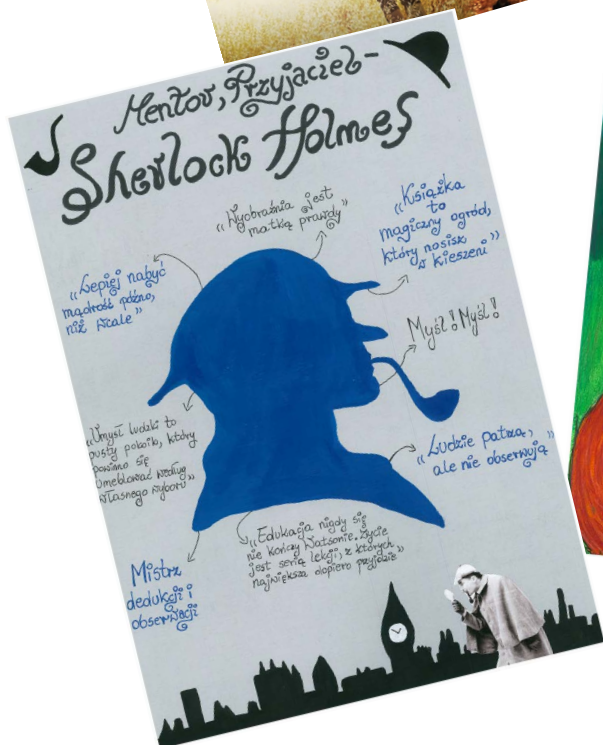 Mentor, Przyjaciel -
Sherlock Holmes
„Wyobraźnia jest
matką prawdy”
„Książka
to
magiczny ogród,
który nosisz
w kieszeni”
„Lepiej nabyć
mądrość późno,
niż wcale”
Myśl! Myśl!
„Umysł ludzki to
pusty pokoik, który
powinno się
umeblować według
własnego wyboru”
„Ludzie patrzą,
ale nie obserwują”
„Edukacja nigdy się
nie kończy Watsonie. Życie
jest serią lekcji, z których
największa dopiero przyjdzie”
Mistrz
dedukcji i
obserwacji